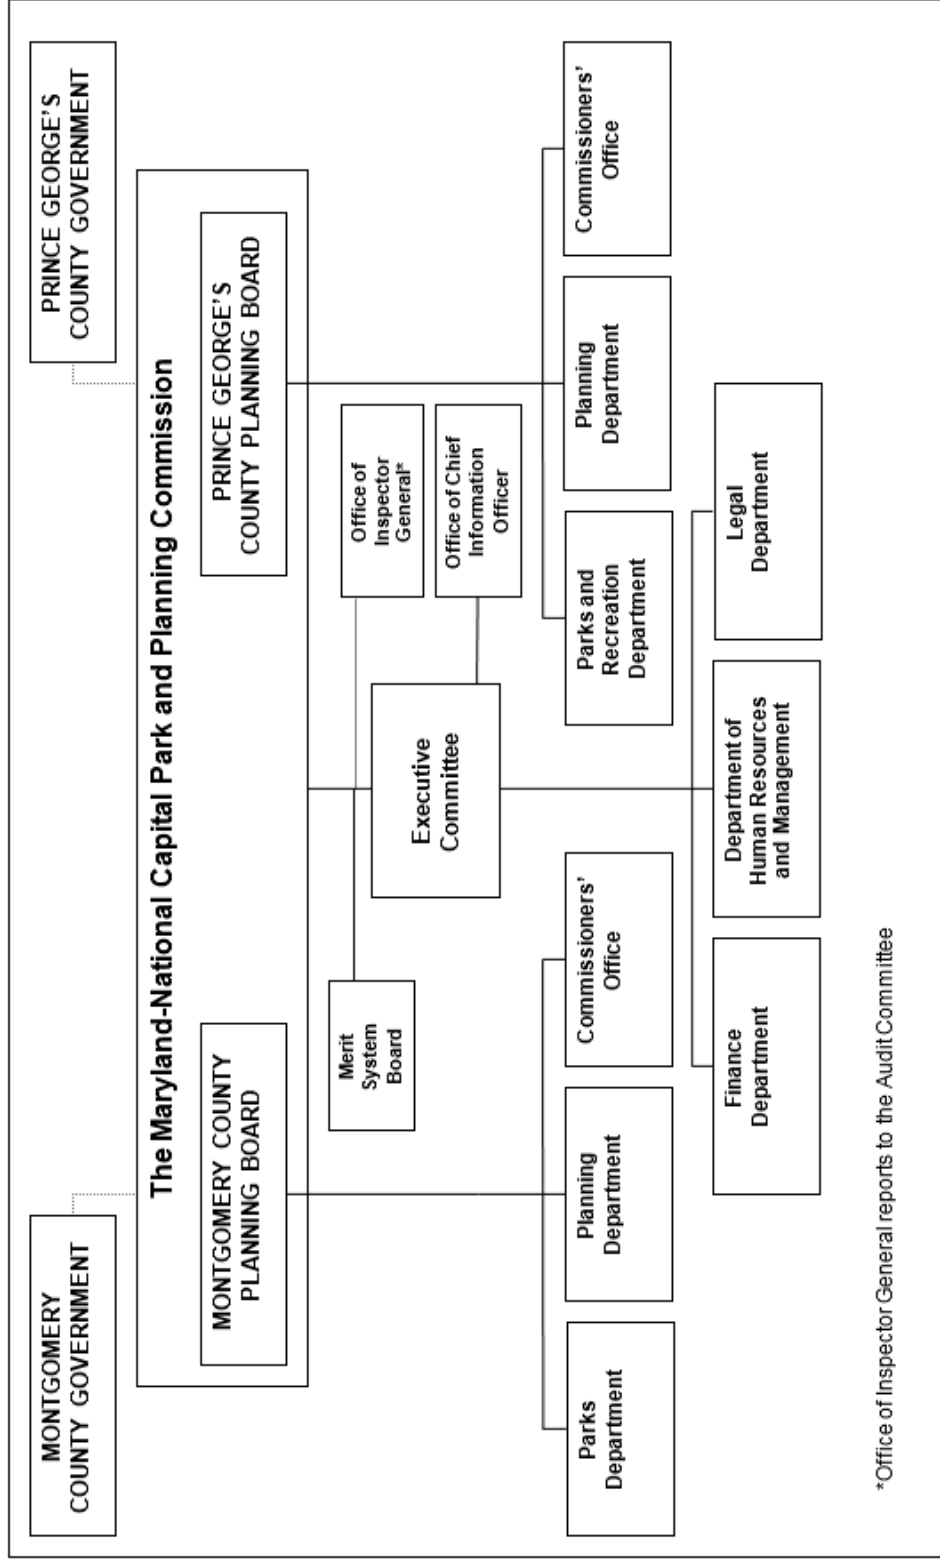 MONTGOMERY
COUNTY GOVERNMENT
PRINCE GEORGE'S
COUNTY GOVERNMENT
The Maryland-National Capital Park and Planning Commission
MONTGOMERY COUNTY
PLANNING BOARD
PRINCE GEORGE'S
COUNTY PLANNING BOARD
Merit
System
Board
Office of
Inspector
General*
Executive
Committee
Office of Chief
Information
Officer
Parks
Department
Planning
Department
Commissioners'
Office
Parks and
Recreation
Department
Planning
Department
Commissioners'
Office
Finance
Department
Department of
Human Resources
and Management
Legal
Department
*Office of Inspector General reports to the Audit Committee